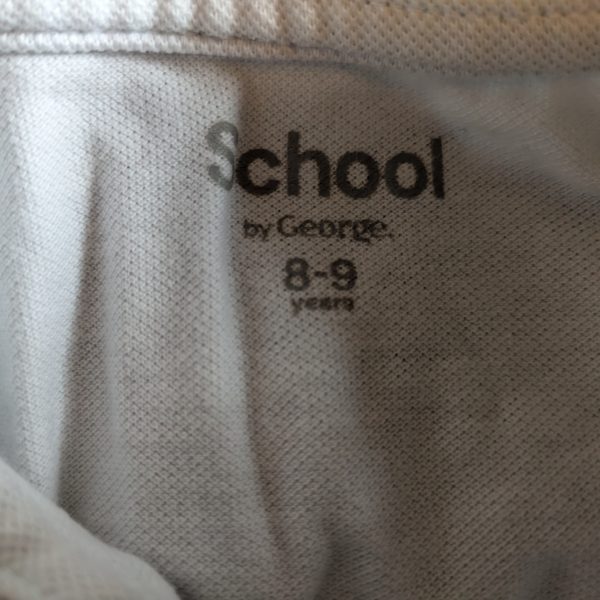 School
by George.
8-9
years